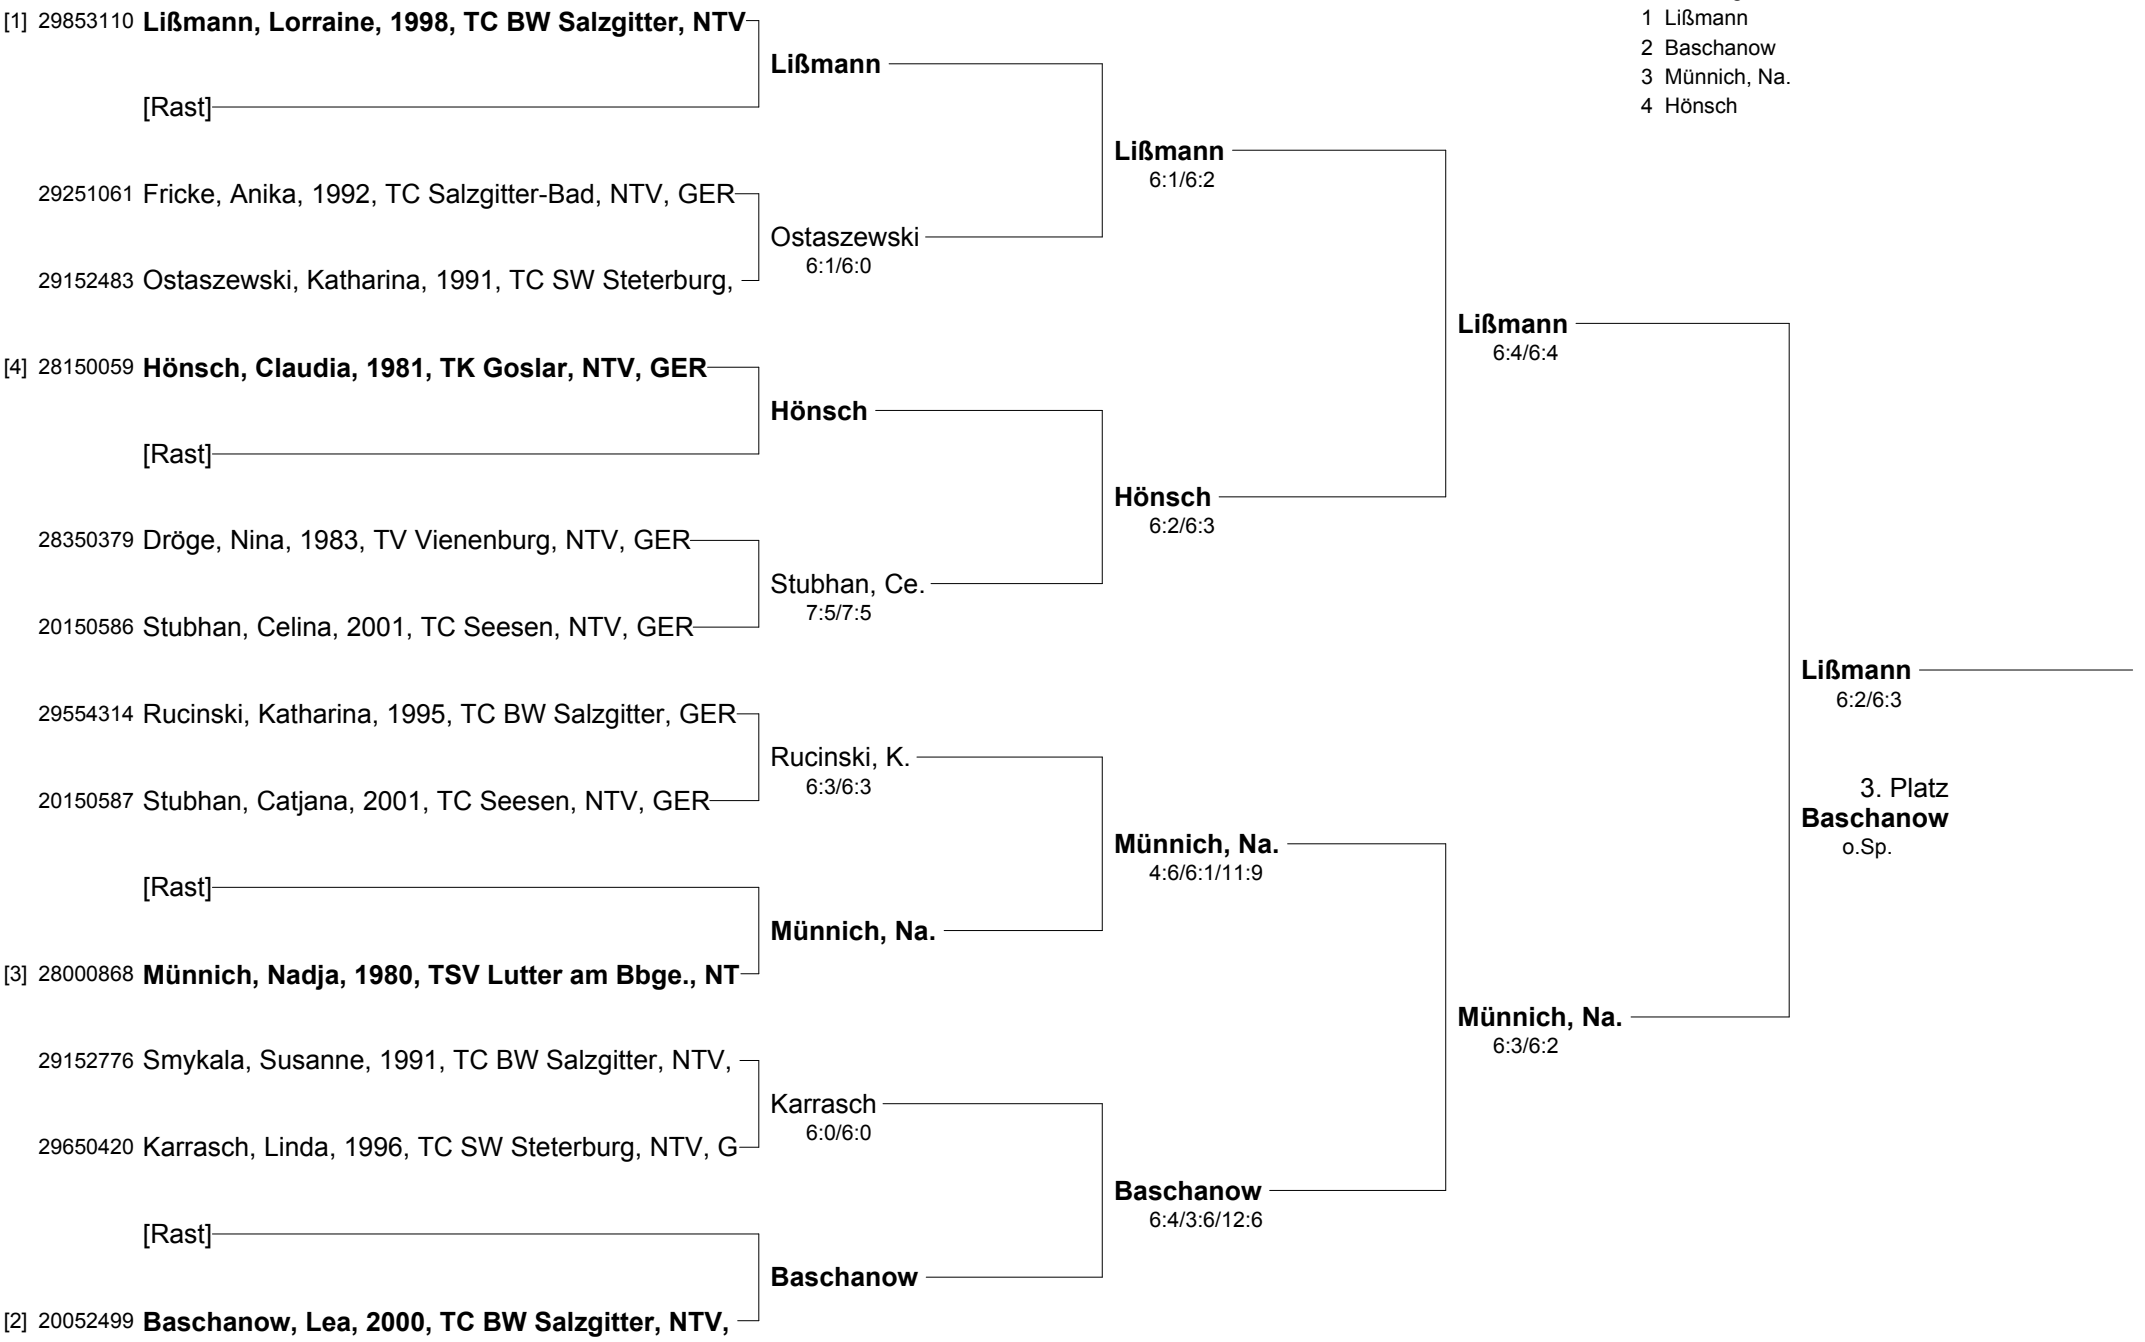 1 Lißmann
2 Baschanow
3 Münnich, Na.
4 Hönsch
[1] 29853110 Lißmann, Lorraine, 1998, TC BW Salzgitter, NTV
[Rast]
29251061 Fricke, Anika, 1992, TC Salzgitter-Bad, NTV, GER
29152483 Ostaszewski, Katharina, 1991, TC SW Steterburg,
[4] 28150059 Hönsch, Claudia, 1981, TK Goslar, NTV, GER
[Rast]
28350379 Dröge, Nina, 1983, TV Vienenburg, NTV, GER
20150586 Stubhan, Celina, 2001, TC Seesen, NTV, GER
29554314 Rucinski, Katharina, 1995, TC BW Salzgitter, GER
20150587 Stubhan, Catjana, 2001, TC Seesen, NTV, GER
[Rast]
[3] 28000868 Münnich, Nadja, 1980, TSV Lutter am Bbge., NT
29152776 Smykala, Susanne, 1991, TC BW Salzgitter, NTV,
29650420 Karrasch, Linda, 1996, TC SW Steterburg, NTV, G
[Rast]
[2] 20052499 Baschanow, Lea, 2000, TC BW Salzgitter, NTV,
Lißmann
Ostaszewski
6:1/6:0
Hönsch
Stubhan, Ce.
7:5/7:5
Rucinski, K.
6:3/6:3
Münnich, Na.
Karrasch
6:0/6:0
Baschanow
Lißmann
6:1/6:2
Hönsch
6:2/6:3
Münnich, Na.
4:6/6:1/11:9
Baschanow
6:4/3:6/12:6
Lißmann
6:4/6:4
Münnich, Na.
6:3/6:2
Lißmann
6:2/6:3
3. Platz
Baschanow
o.Sp.